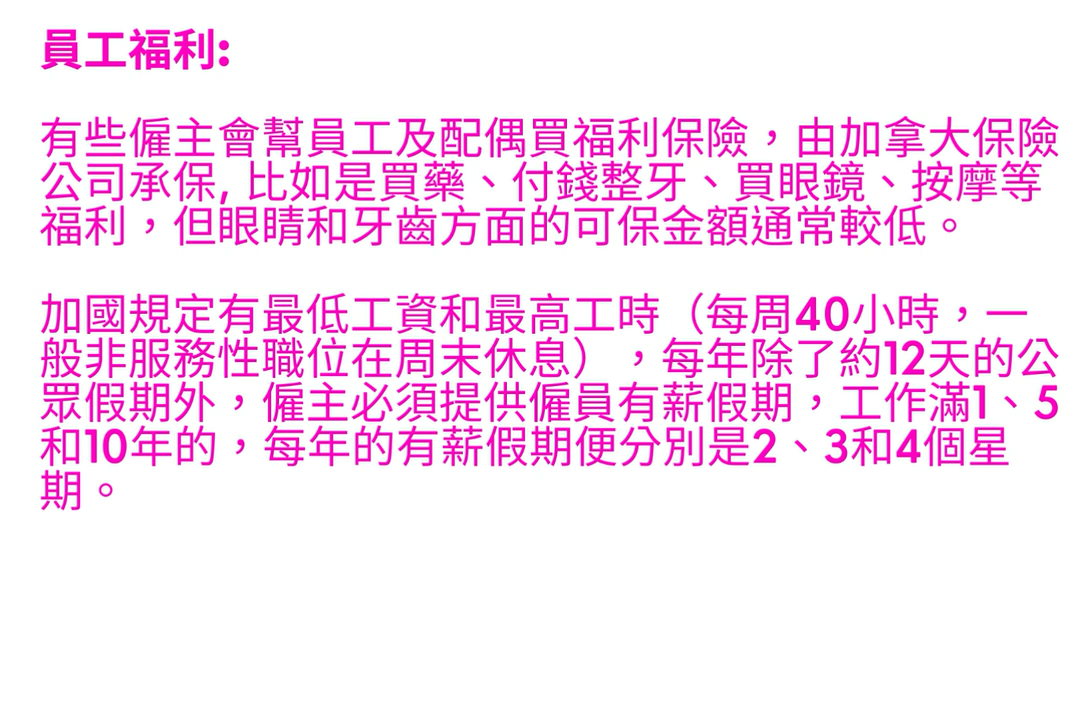 員工福利:
有些僱主會幫員工及配偶買福利保險，由加拿大保險
公司承保, 比如是買藥、付錢整牙、買眼鏡、按摩等
福利，但眼睛和牙齒方面的可保金額通常較低。
加國規定有最低工資和最高工時（每周40小時，一
般非服務性職位在周末休息），每年除了約12天的公
眾假期外，僱主必須提供僱員有薪假期，工作滿1、5
和10年的，每年的有薪假期便分別是2、3和4個星
期。